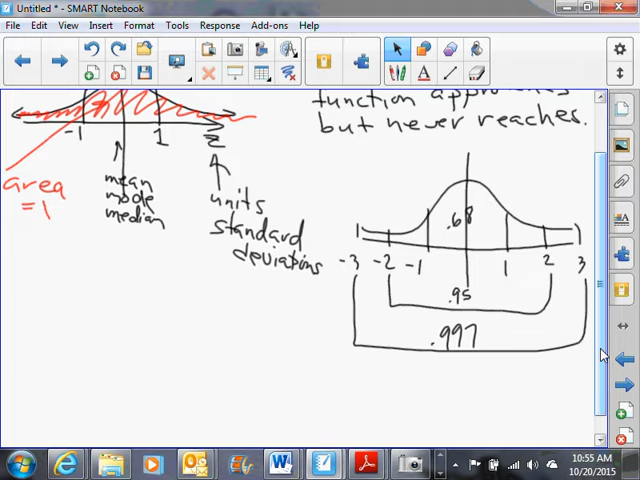 Untitled * - SMART Notebook
File Edit View Insert Format Tools Add-ons Response Help
function approaches
but never reaches.
-1 1 Z
area
= 1
mean
mode
median
units
standard
deviations
.68
-3 -2 -1 1 2 3
.95
.997
10:55 AM
10/20/2015